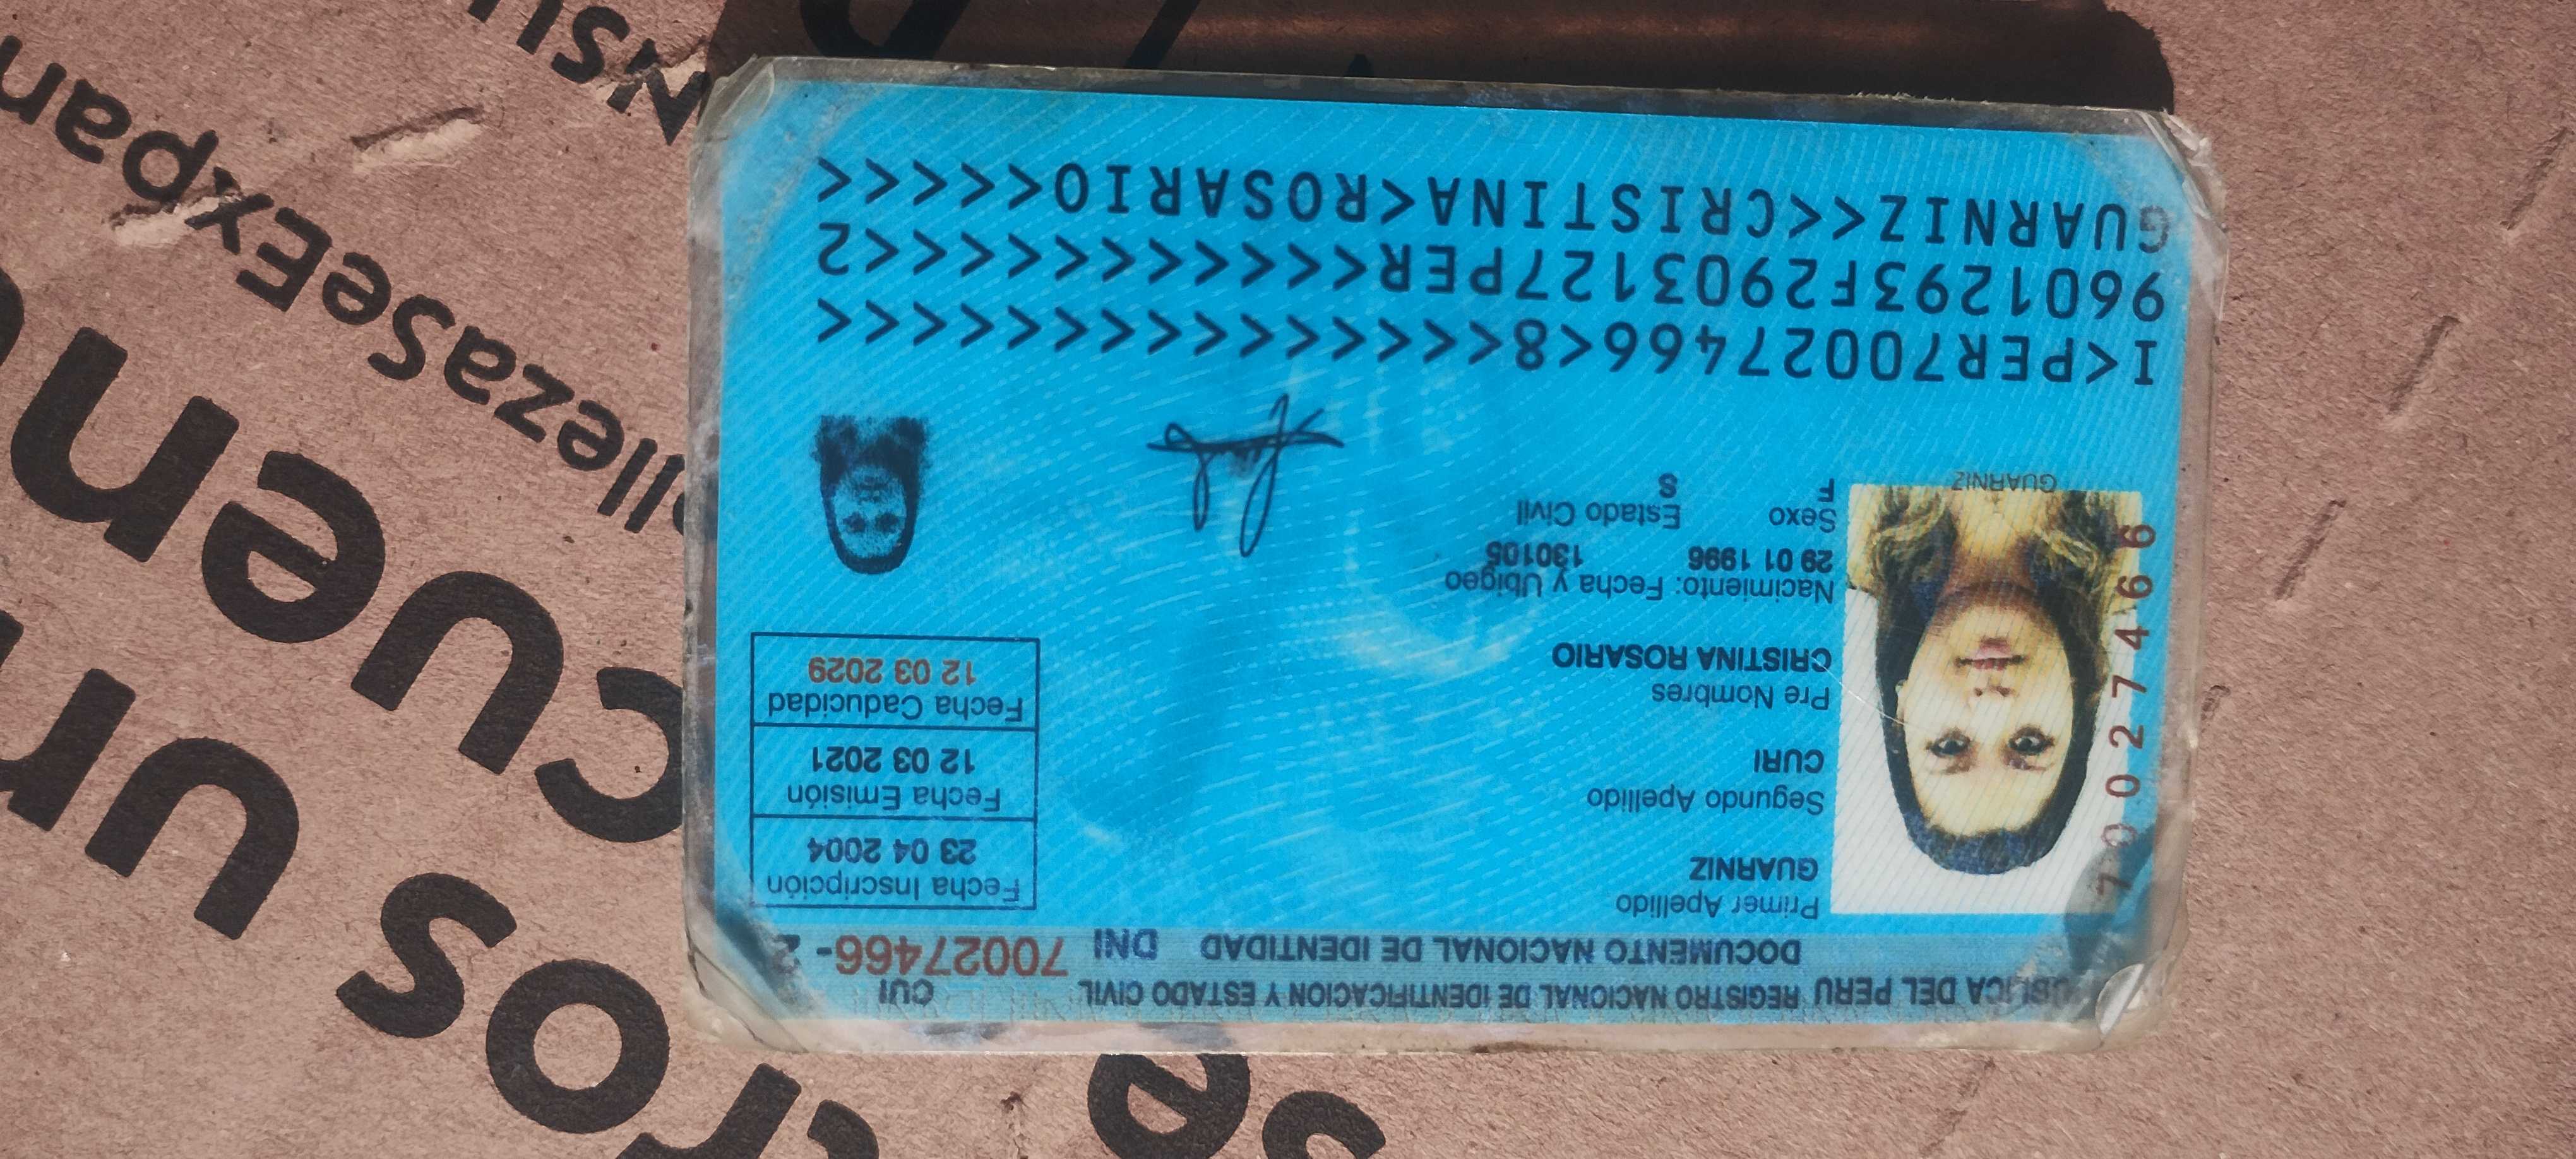 REPUBLICA DEL PERU REGISTRO NACIONAL DE IDENTIFICACION Y ESTADO CIVIL
CUI
DOCUMENTO NACIONAL DE IDENTIDAD DNI 70027466-2
Primer Apellido
GUARNIZ
Segundo Apellido
CURI
Pre Nombres
CRISTINA ROSARIO
Nacimiento: Fecha y Ubigeo
29 01 1996 130105
Sexo Estado Civil
F S
Fecha Inscripción
23 04 2004
Fecha Emisión
12 03 2021
Fecha Caducidad
12 03 2029
70027466
GUARNIZ
I<PER70027466<8<<<<<<<<<<<<<<<
9601293F2903127PER<<<<<<<<<<<2
GUARNIZ<<CRISTINA<ROSARIO<<<<<